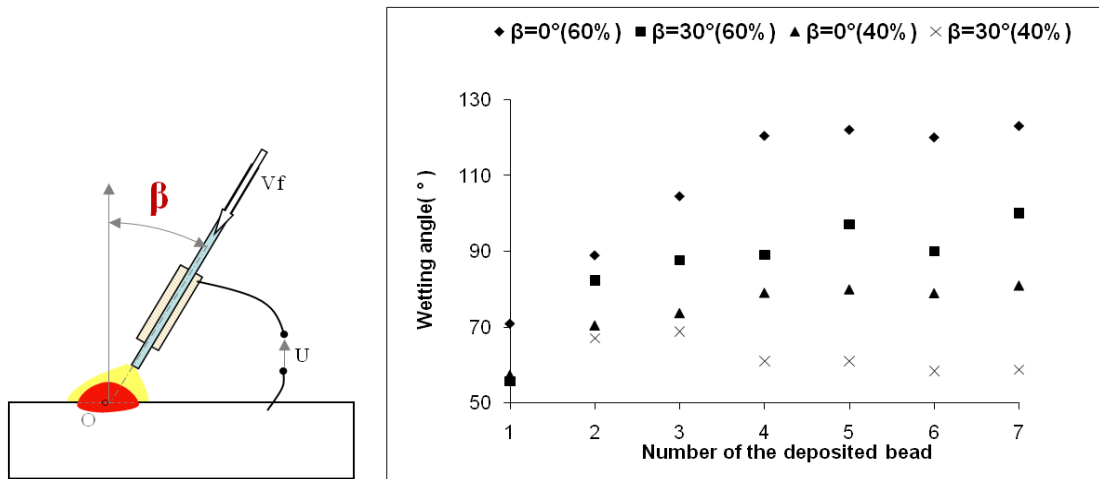 β
Vf
U
O
β=0°(60%) β=30°(60%) β=0°(40%) β=30°(40%)
Wetting angle( ° )
130
110
90
70
50
1 2 3 4 5 6 7
Number of the deposited bead